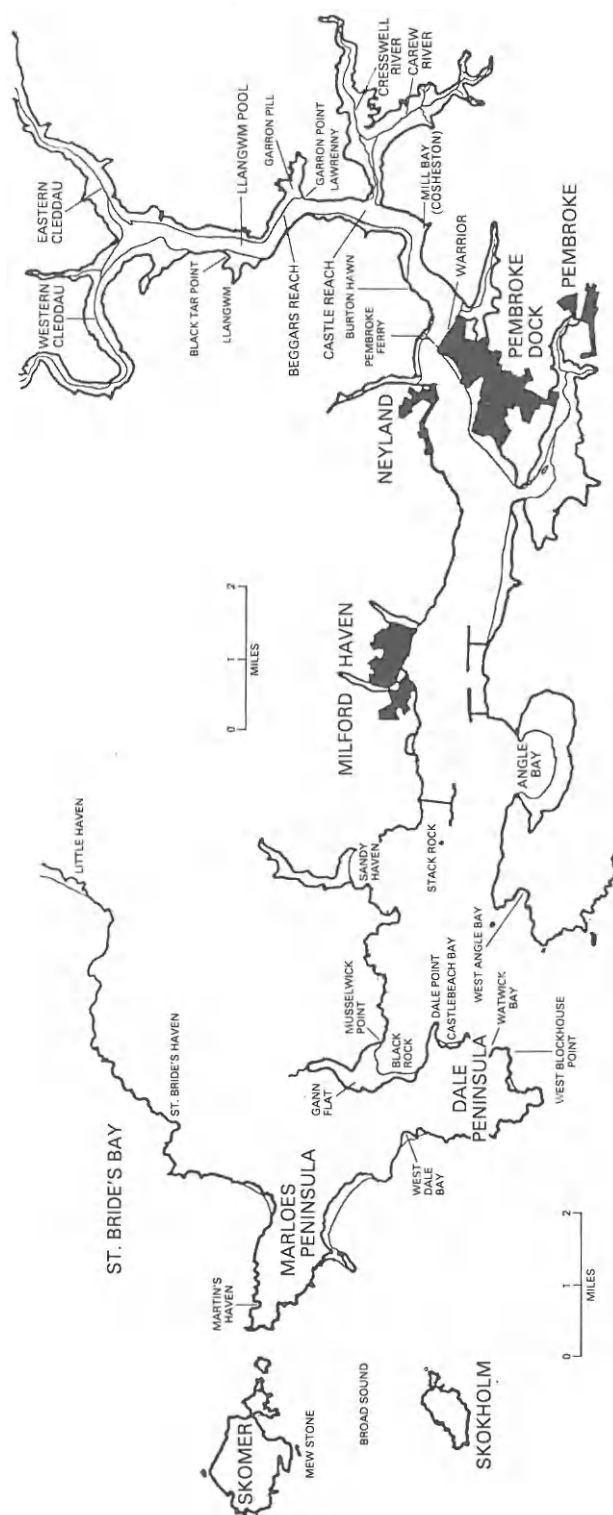 ST. BRIDE'S BAY
LITTLE HAVEN
ST. BRIDE'S HAVEN
MARTIN'S
HAVEN
MARLOES
PENINSULA
SKOMER
MEW STONE
BROAD SOUND
SKOKHOLM
0 1 2
MILES
GANN
FLAT
MUSSELWICK
POINT
BLACK
ROCK
DALE POINT
CASTLEBEACH BAY
DALE
PENINSULA
WEST DALE
BAY
WATWICK
BAY
WEST BLOCKHOUSE
POINT
WEST ANGLE BAY
SANDY
HAVEN
STACK ROCK
ANGLE
BAY
MILFORD HAVEN
0 1 2
MILES
NEYLAND
PEMBROKE
FERRY
BURTON HAWN
CASTLE REACH
BEGGARS REACH
LLANGWM
BLACK TAR POINT
WESTERN
CLEDDAU
EASTERN
CLEDDAU
LLANGWM POOL
GARRON PILL
GARRON POINT
LAWRENNY
CRESSWELL
RIVER
CAREW
RIVER
MILL BAY
(COSHESTON)
WARRIOR
PEMBROKE
DOCK
PEMBROKE